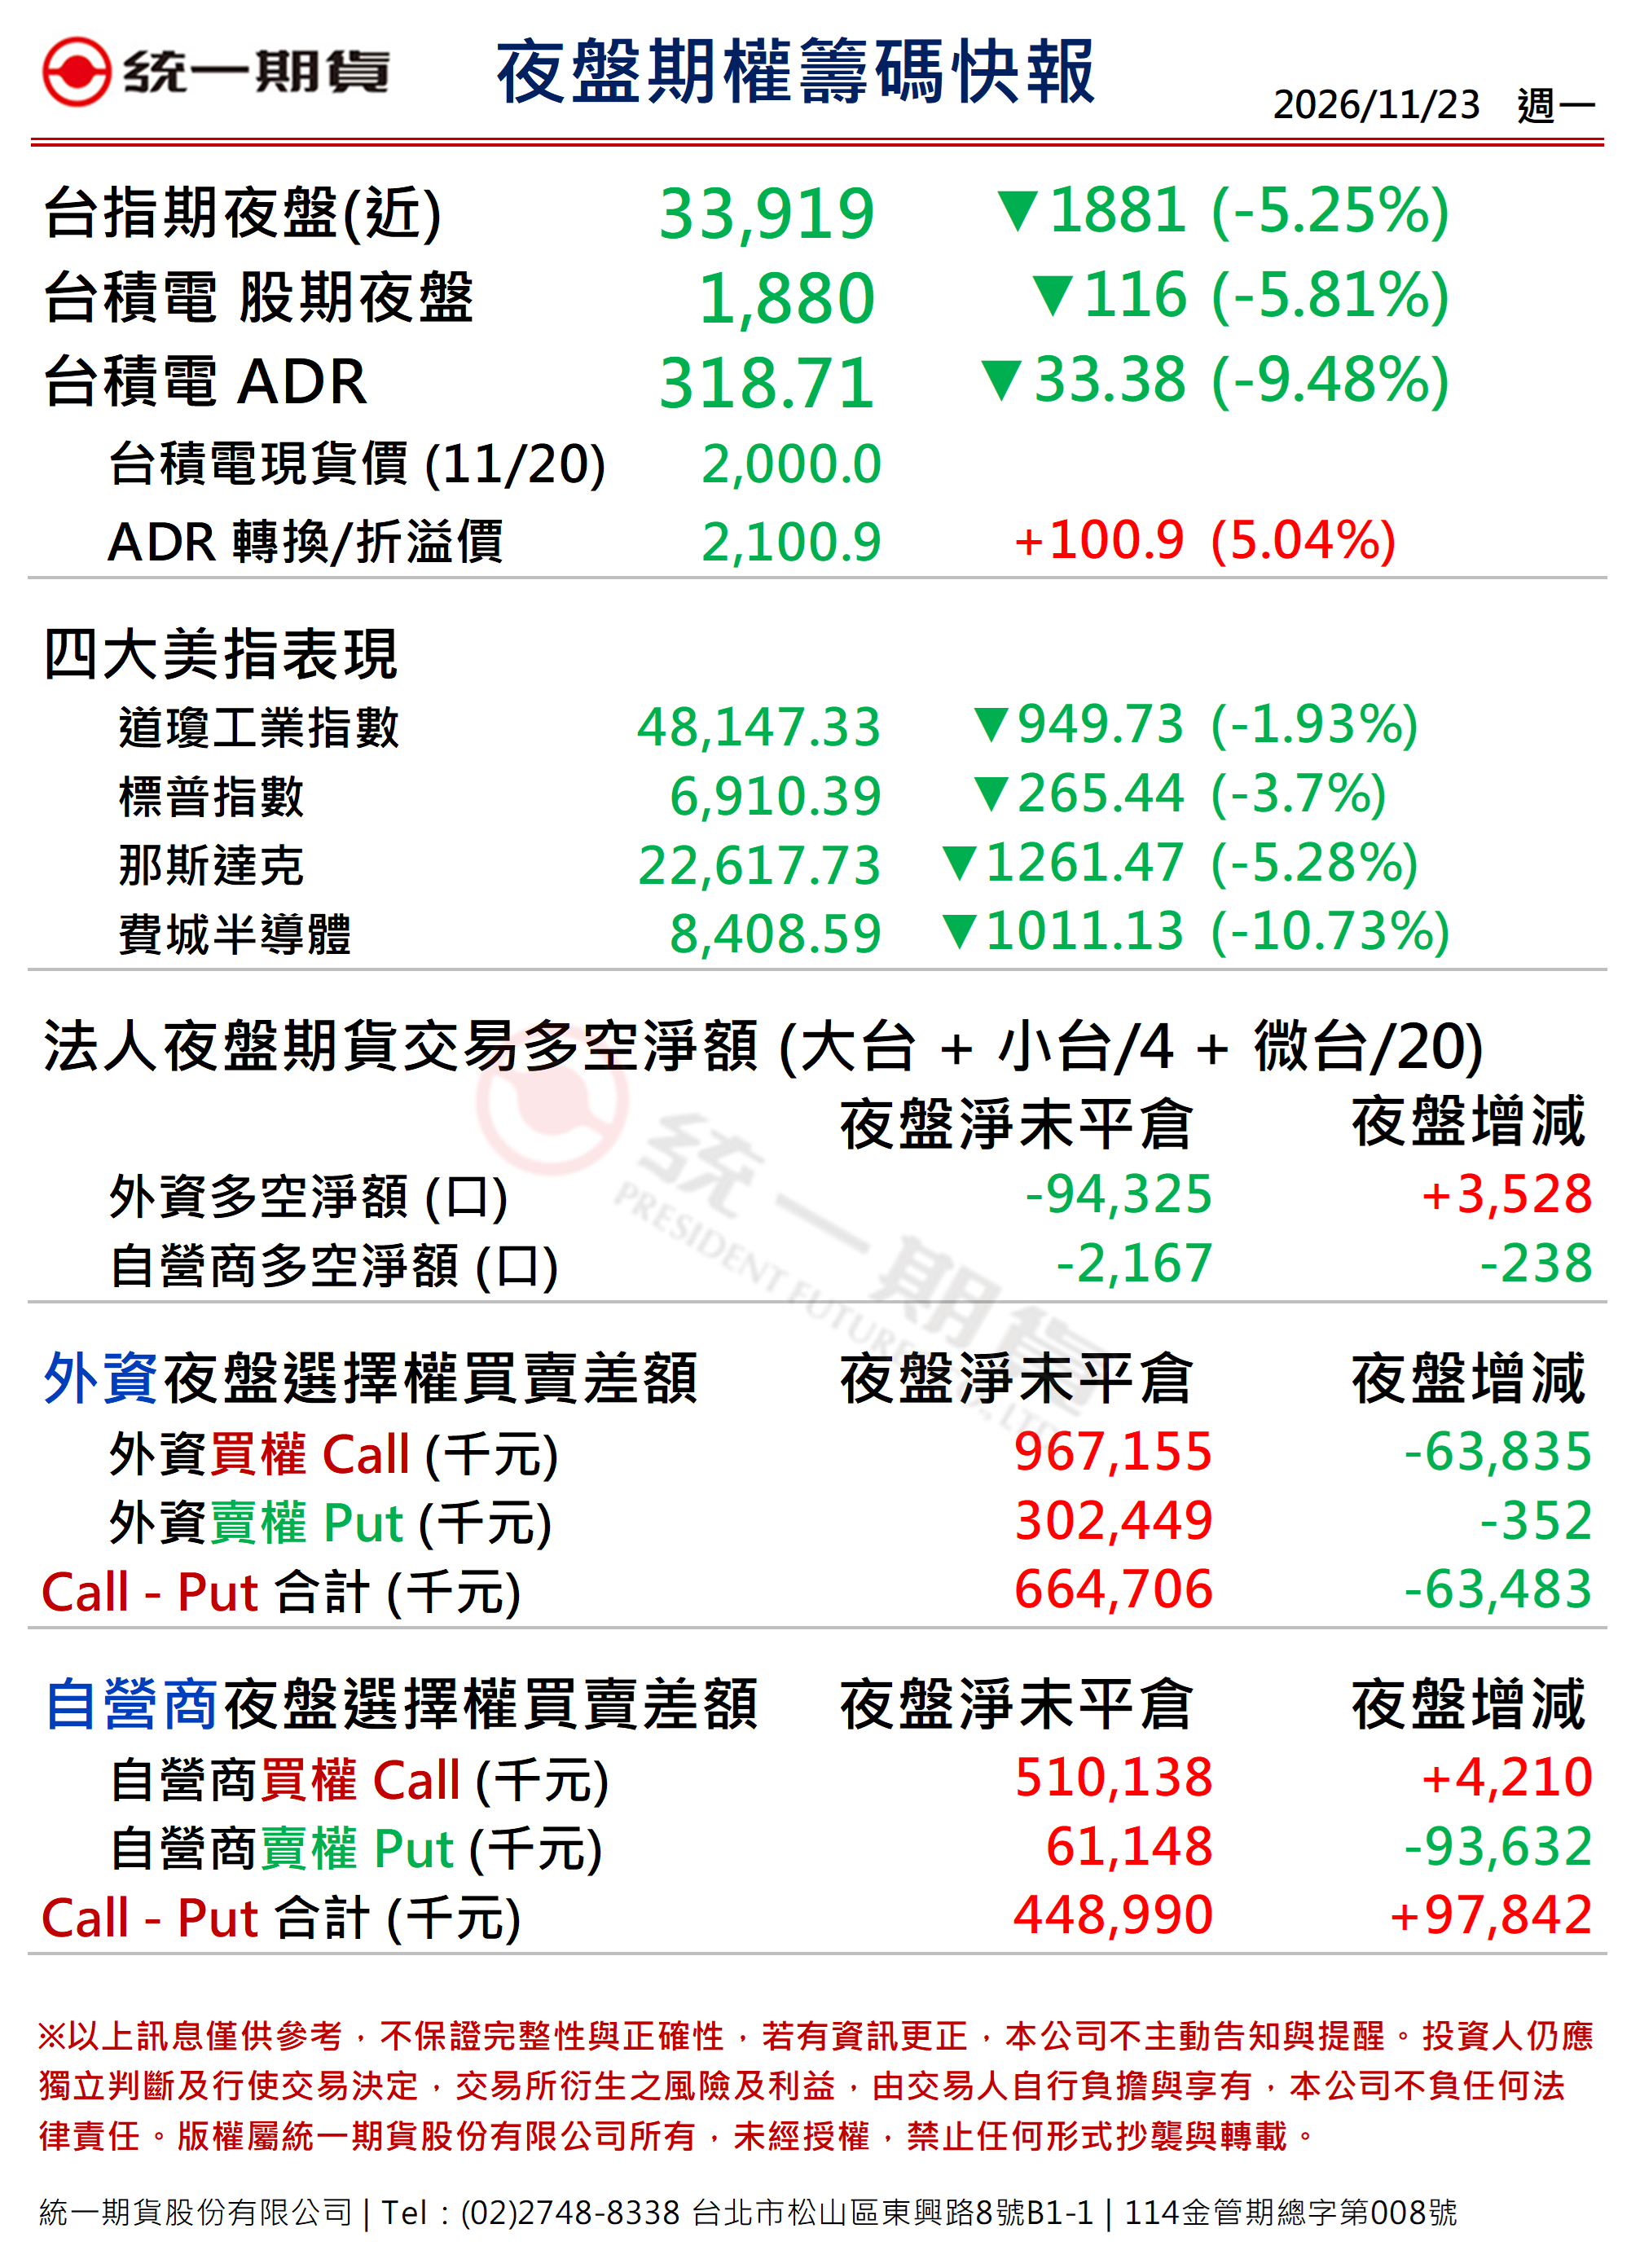 統一期貨 夜盤期權籌碼快報 2026/11/23 週一
台指期夜盤(近) 33,919 ▼1881 (-5.25%)
台積電 股期夜盤 1,880 ▼116 (-5.81%)
台積電 ADR 318.71 ▼33.38 (-9.48%)
台積電現貨價 (11/20) 2,000.0
ADR 轉換/折溢價 2,100.9 +100.9 (5.04%)
四大美指表現
道瓊工業指數 48,147.33 ▼949.73 (-1.93%)
標普指數 6,910.39 ▼265.44 (-3.7%)
那斯達克 22,617.73 ▼1261.47 (-5.28%)
費城半導體 8,408.59 ▼1011.13 (-10.73%)
法人夜盤期貨交易多空淨額 (大台 + 小台/4 + 微台/20)
夜盤淨未平倉 夜盤增減
外資多空淨額 (口) -94,325 +3,528
自營商多空淨額 (口) -2,167 -238
外資夜盤選擇權買賣差額 夜盤淨未平倉 夜盤增減
外資買權 Call (千元) 967,155 -63,835
外資賣權 Put (千元) 302,449 -352
Call - Put 合計 (千元) 664,706 -63,483
自營商夜盤選擇權買賣差額 夜盤淨未平倉 夜盤增減
自營商買權 Call (千元) 510,138 +4,210
自營商賣權 Put (千元) 61,148 -93,632
Call - Put 合計 (千元) 448,990 +97,842
※以上訊息僅供參考，不保證完整性與正確性，若有資訊更正，本公司不主動告知與提醒。投資人仍應
獨立判斷及行使交易決定，交易所衍生之風險及利益，由交易人自行負擔與享有，本公司不負任何法
律責任。版權屬統一期貨股份有限公司所有，未經授權，禁止任何形式抄襲與轉載。
統一期貨股份有限公司 | Tel：(02)2748-8338 台北市松山區東興路8號B1-1 | 114金管期總字第008號
統一期貨
PRESIDENT FUTURES CO., LTD.